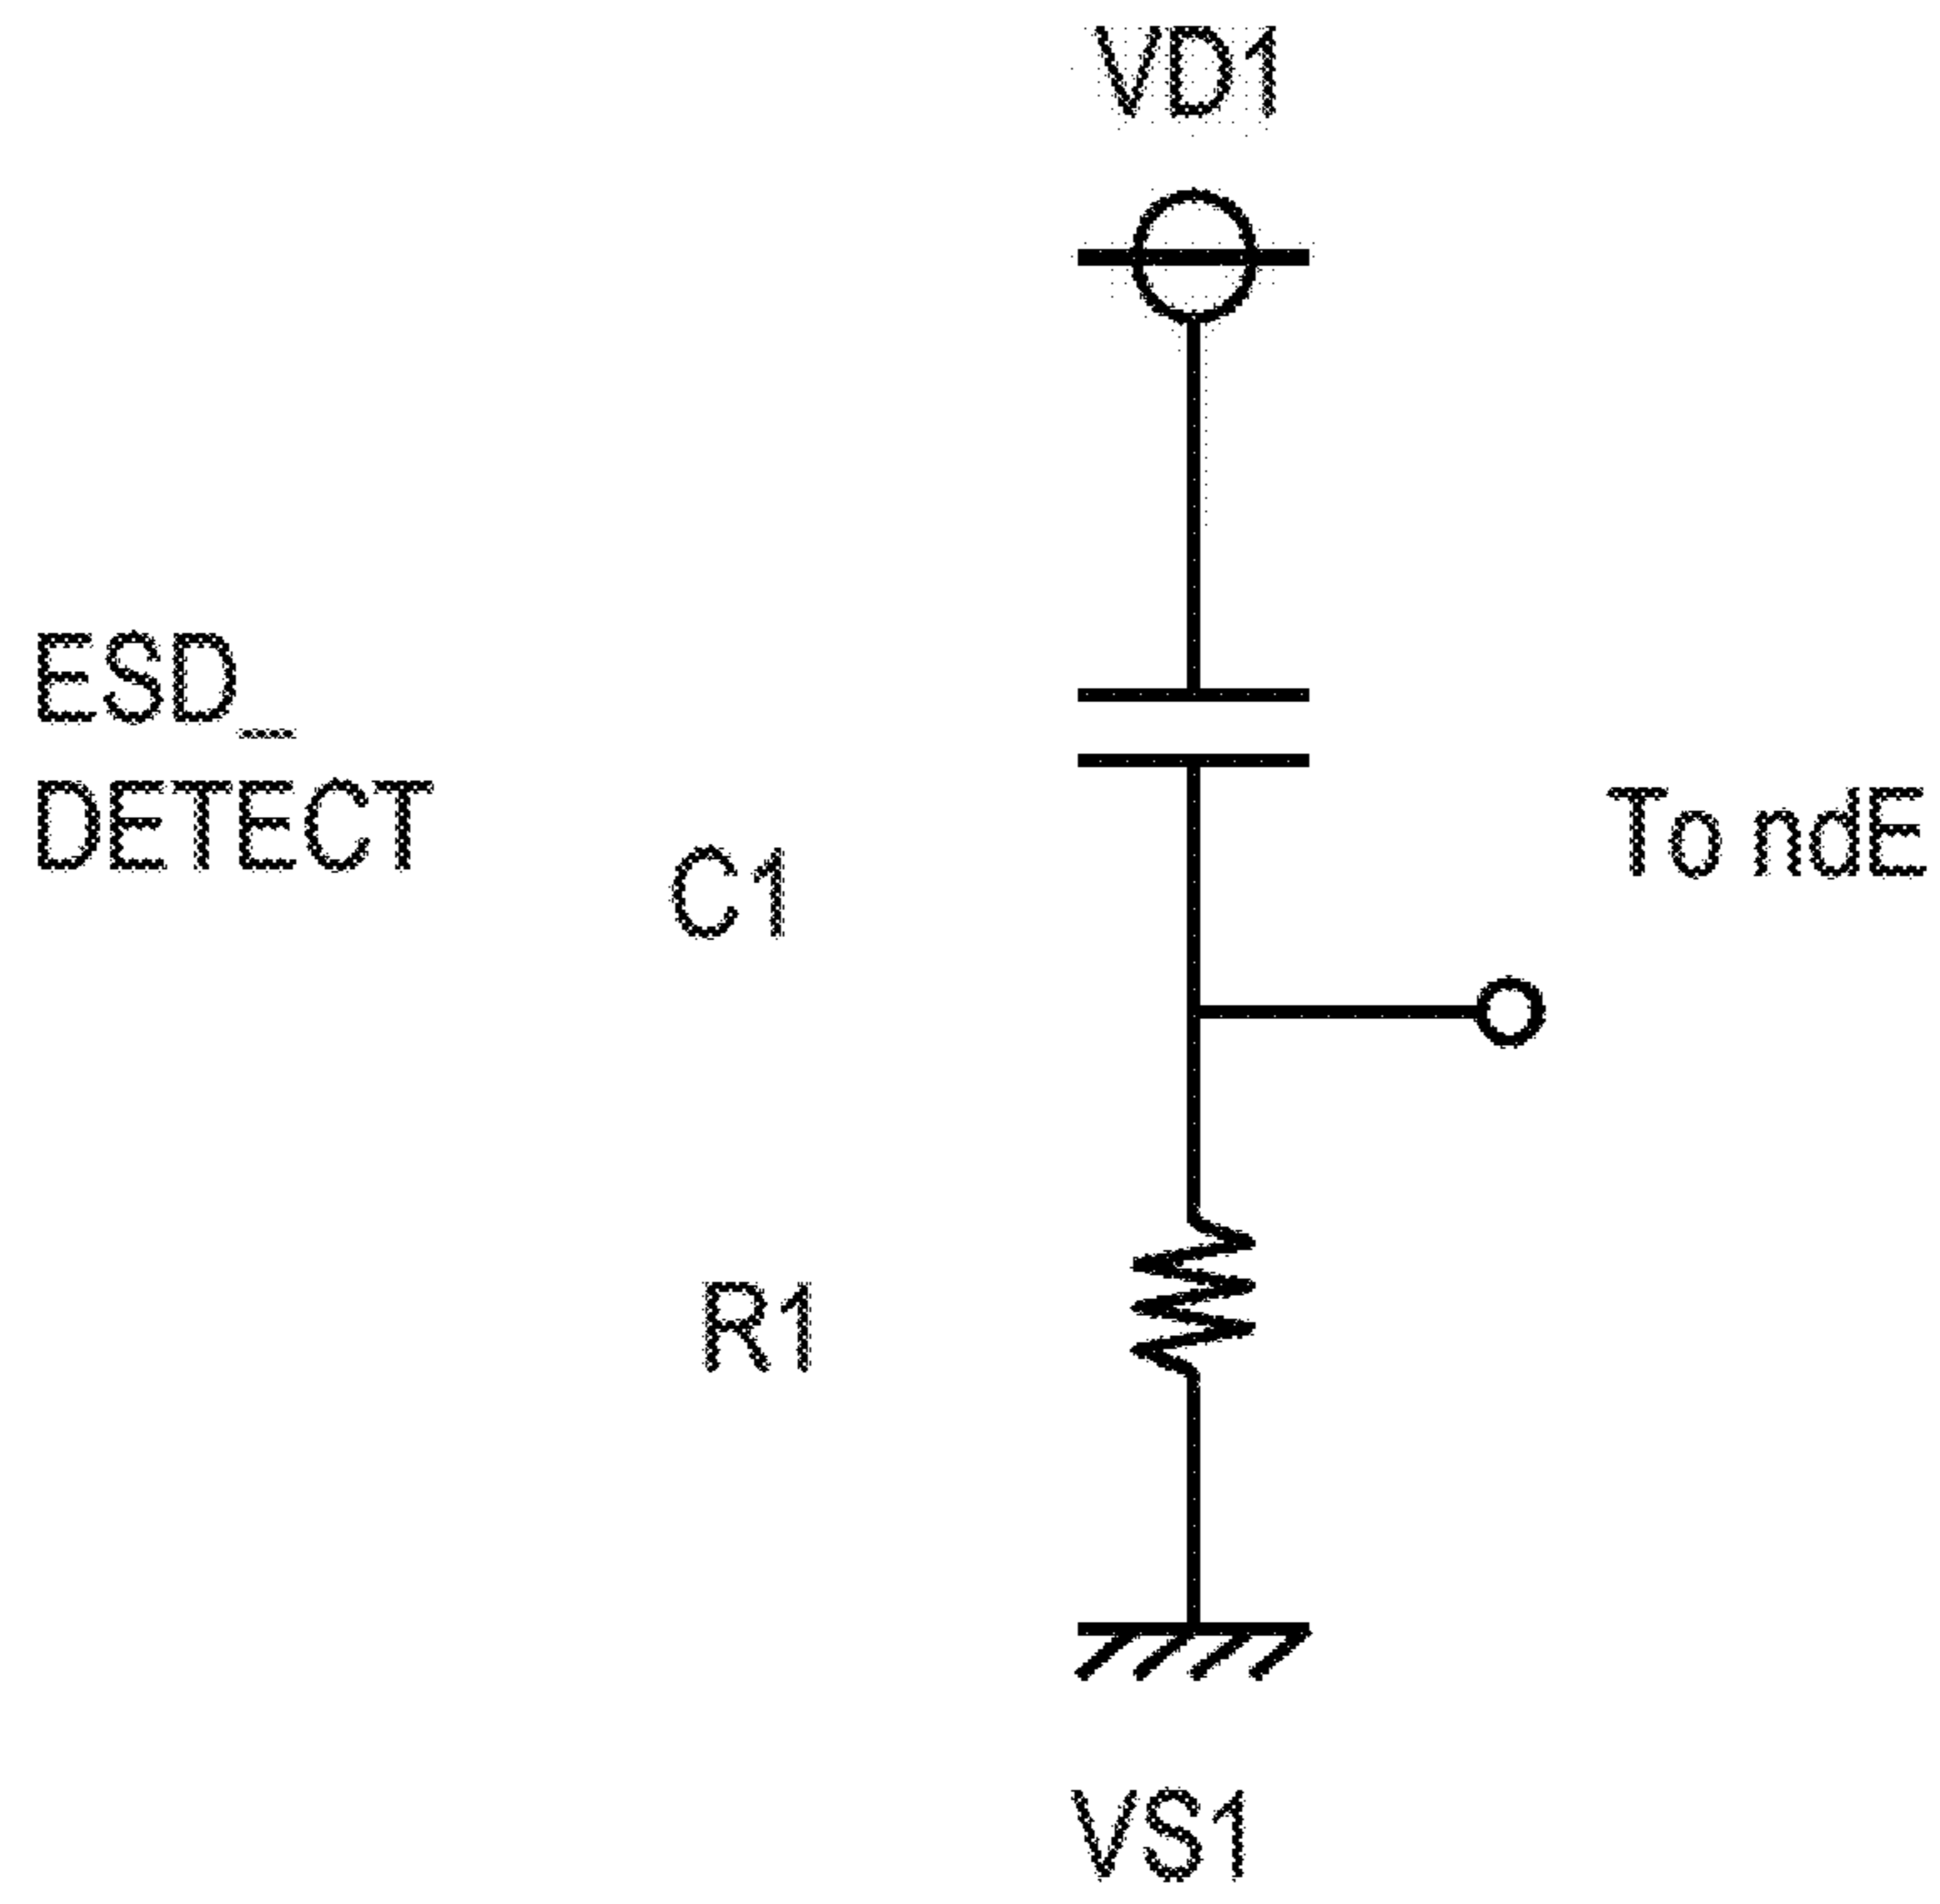 VD1
ESD_
DETECT
To ndE
C1
R1
VS1